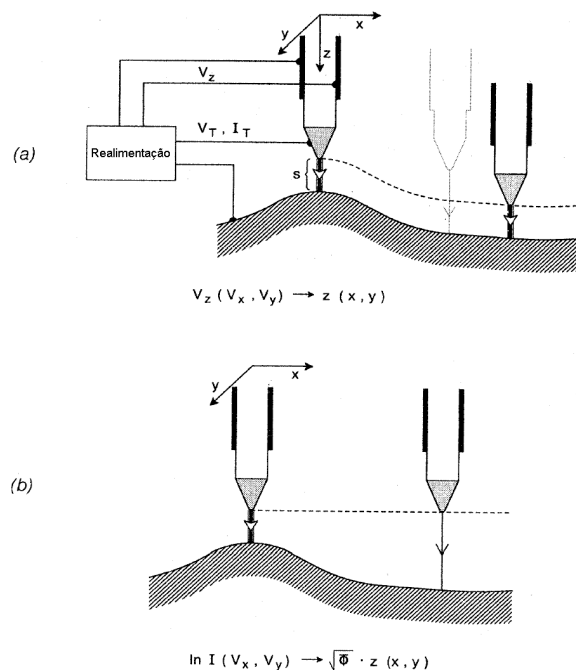 y
x
z
V_z
V_T , I_T
Realimentação
(a)
s
V_z ( V_x , V_y ) → z ( x , y )
y
x
(b)
ln I ( V_x , V_y ) → √Φ̅ · z ( x , y )